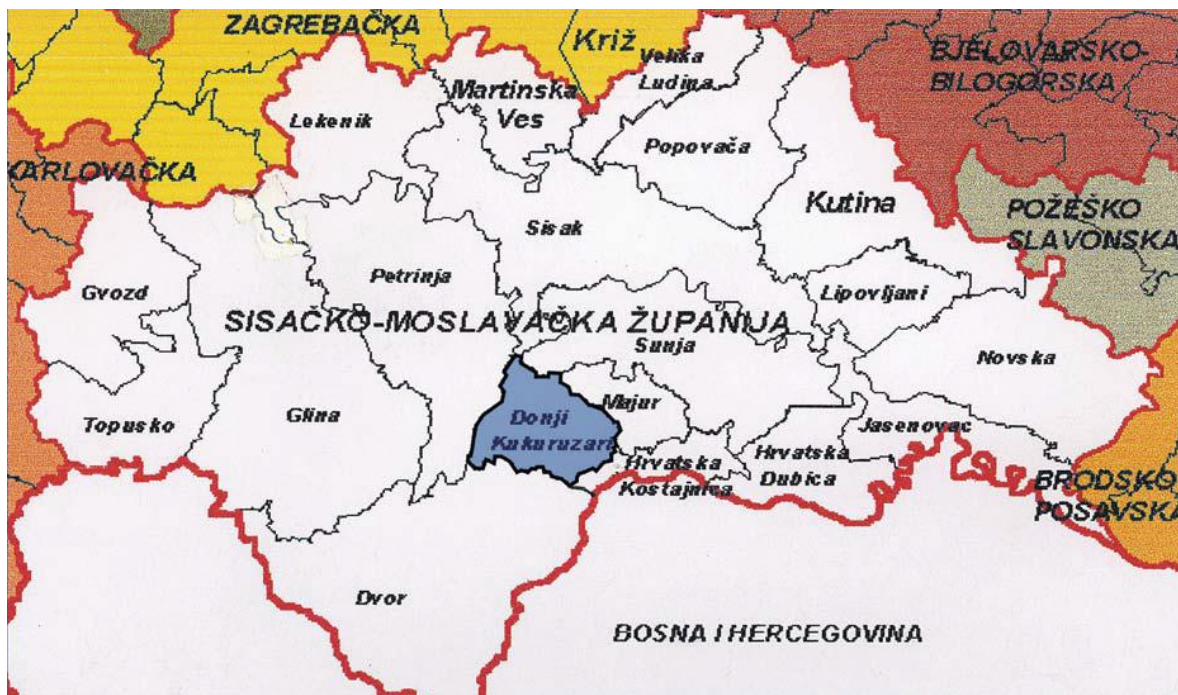 ZAGREBAČKA
Križ
Velika
Ludina
BJELOVARSKO-
BILOGORSKA
Martinska
Ves
Lekenik
Popovača
KARLOVAČKA
Kutina
POŽEŠKO
SLAVONSKA
Sisak
Petrinja
Gvozd
Lipovljani
SISAČKO-MOSLAVAČKA ŽUPANIJA
Sunja
Novska
Majur
Glina
Donji
Kukuruzari
Topusko
Jasenovac
Hrvatska
Dubica
Hrvatska
Kostajnica
BRODSKO
POSAVSKA
Dvor
BOSNA I HERCEGOVINA